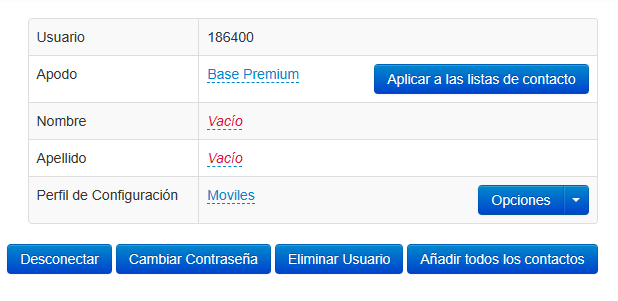 Usuario 186400
Apodo Base Premium Aplicar a las listas de contacto
Nombre Vacío
Apellido Vacío
Perfil de Configuración Moviles Opciones
Desconectar Cambiar Contraseña Eliminar Usuario Añadir todos los contactos